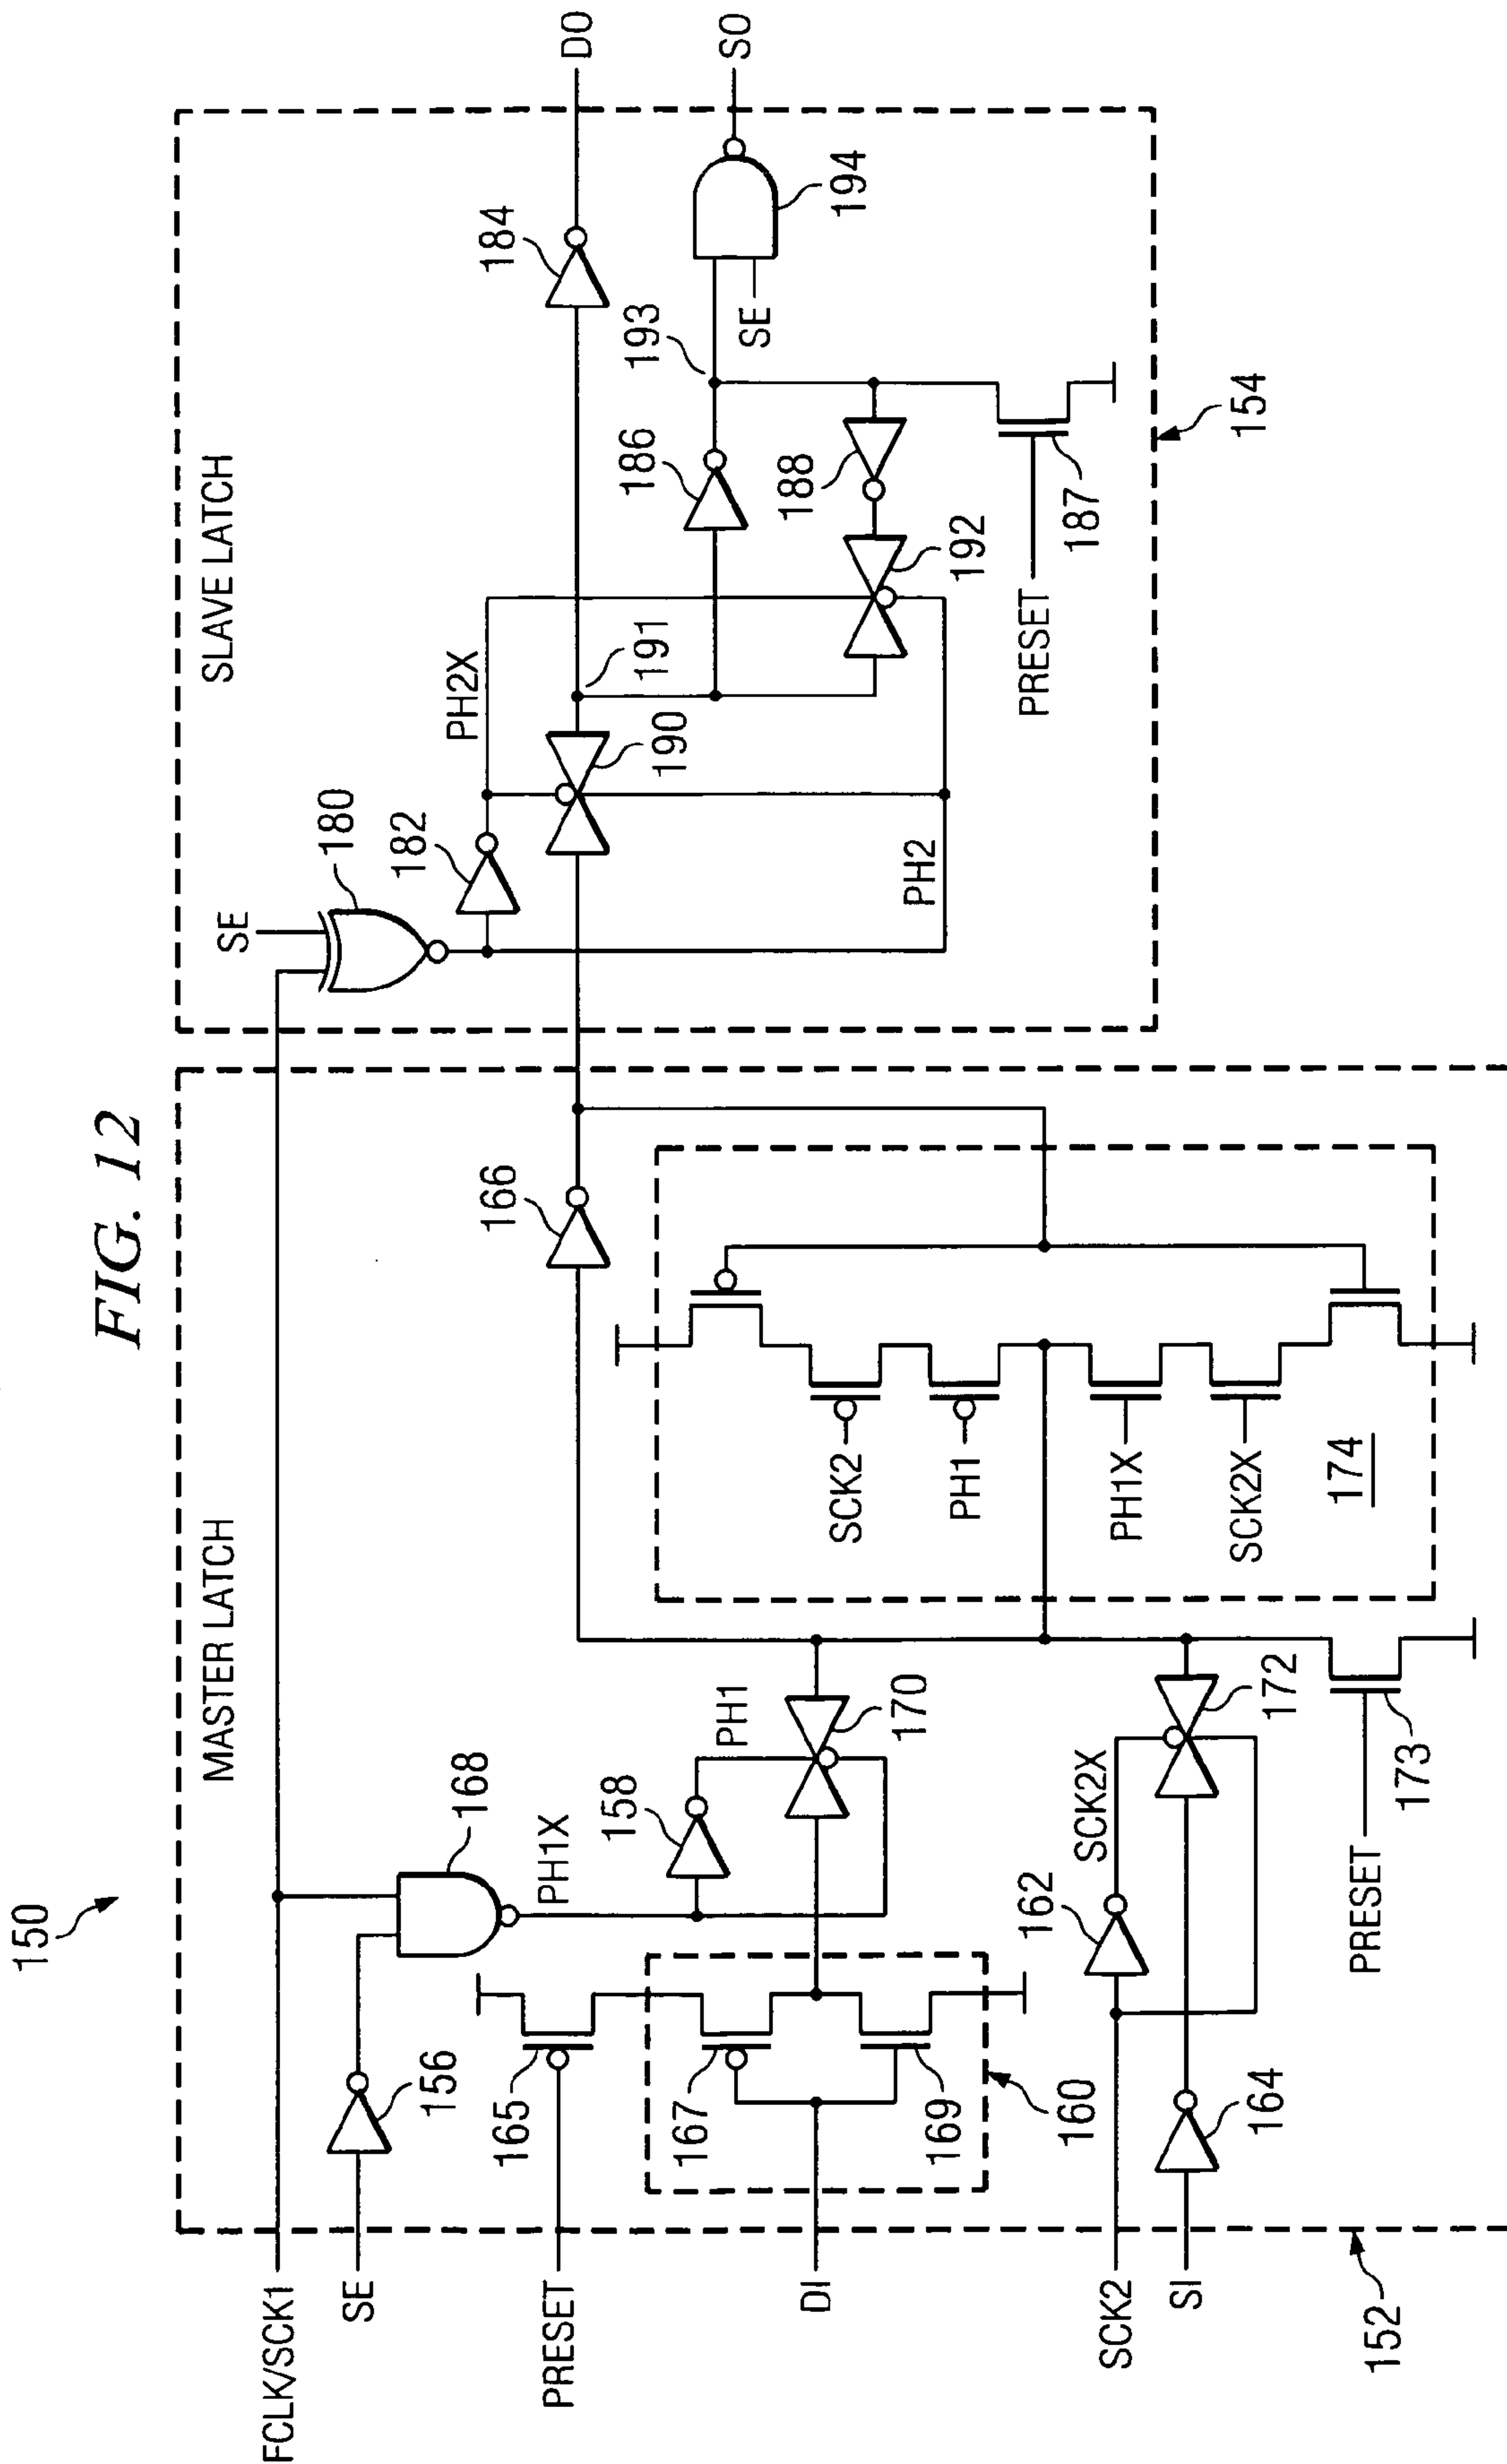 FIG. 12
150
MASTER LATCH
SLAVE LATCH
FCLK/SCK1
SE
156
168
PH1X
158
PH1
170
PRESET
165
167
169
160
DI
SCK2
162
SCK2X
SI
164
172
PRESET
173
152
166
SCK2
PH1
PH1X
SCK2X
174
SE
180
182
PH2X
PH2
190
191
184
DO
186
193
SE
194
SO
188
192
PRESET
187
154